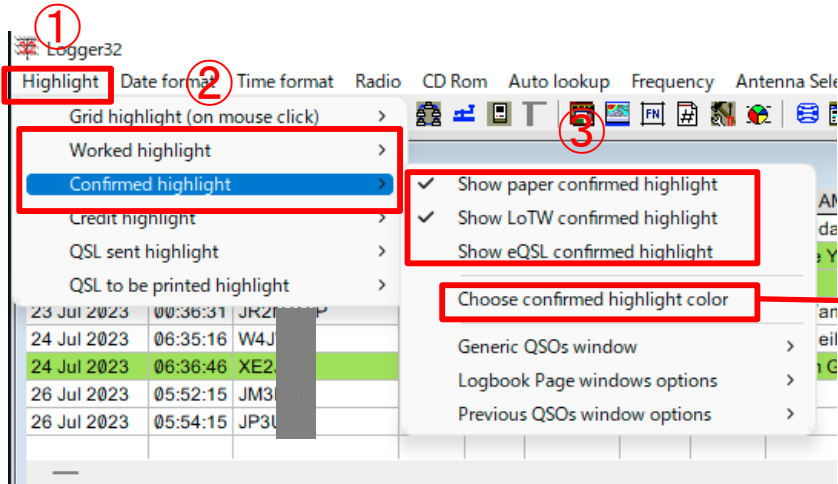 ①
Logger32
Highlight Date format ② Time format Radio CD Rom Auto lookup Frequency Antenna
Grid highlight (on mouse click) >
FN #
③
Worked highlight >
Confirmed highlight >
✓ Show paper confirmed highlight
Credit highlight >
✓ Show LoTW confirmed highlight
QSL sent highlight >
Show eQSL confirmed highlight
QSL to be printed highlight >
Choose confirmed highlight color
23 Jul 2023 00:36:31
24 Jul 2023 06:35:16
Generic QSOs window >
24 Jul 2023 06:36:46
Logbook Page windows options >
26 Jul 2023 05:52:15
Previous QSOs window options >
26 Jul 2023 05:54:15